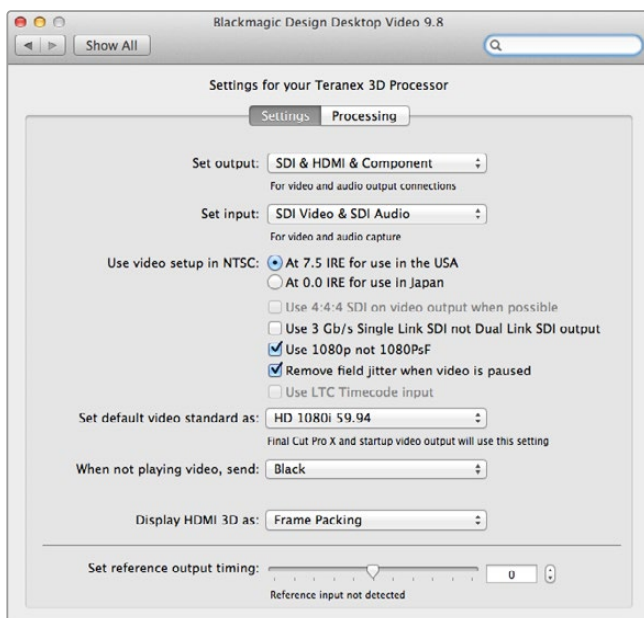 Blackmagic Design Desktop Video 9.8
Show All
Settings for your Teranex 3D Processor
Settings Processing
Set output: SDI & HDMI & Component
For video and audio output connections
Set input: SDI Video & SDI Audio
For video and audio capture
Use video setup in NTSC: At 7.5 IRE for use in the USA
At 0.0 IRE for use in Japan
Use 4:4:4 SDI on video output when possible
Use 3 Gb/s Single Link SDI not Dual Link SDI output
Use 1080p not 1080PsF
Remove field jitter when video is paused
Use LTC Timecode input
Set default video standard as: HD 1080i 59.94
Final Cut Pro X and startup video output will use this setting
When not playing video, send: Black
Display HDMI 3D as: Frame Packing
Set reference output timing: 0
Reference input not detected